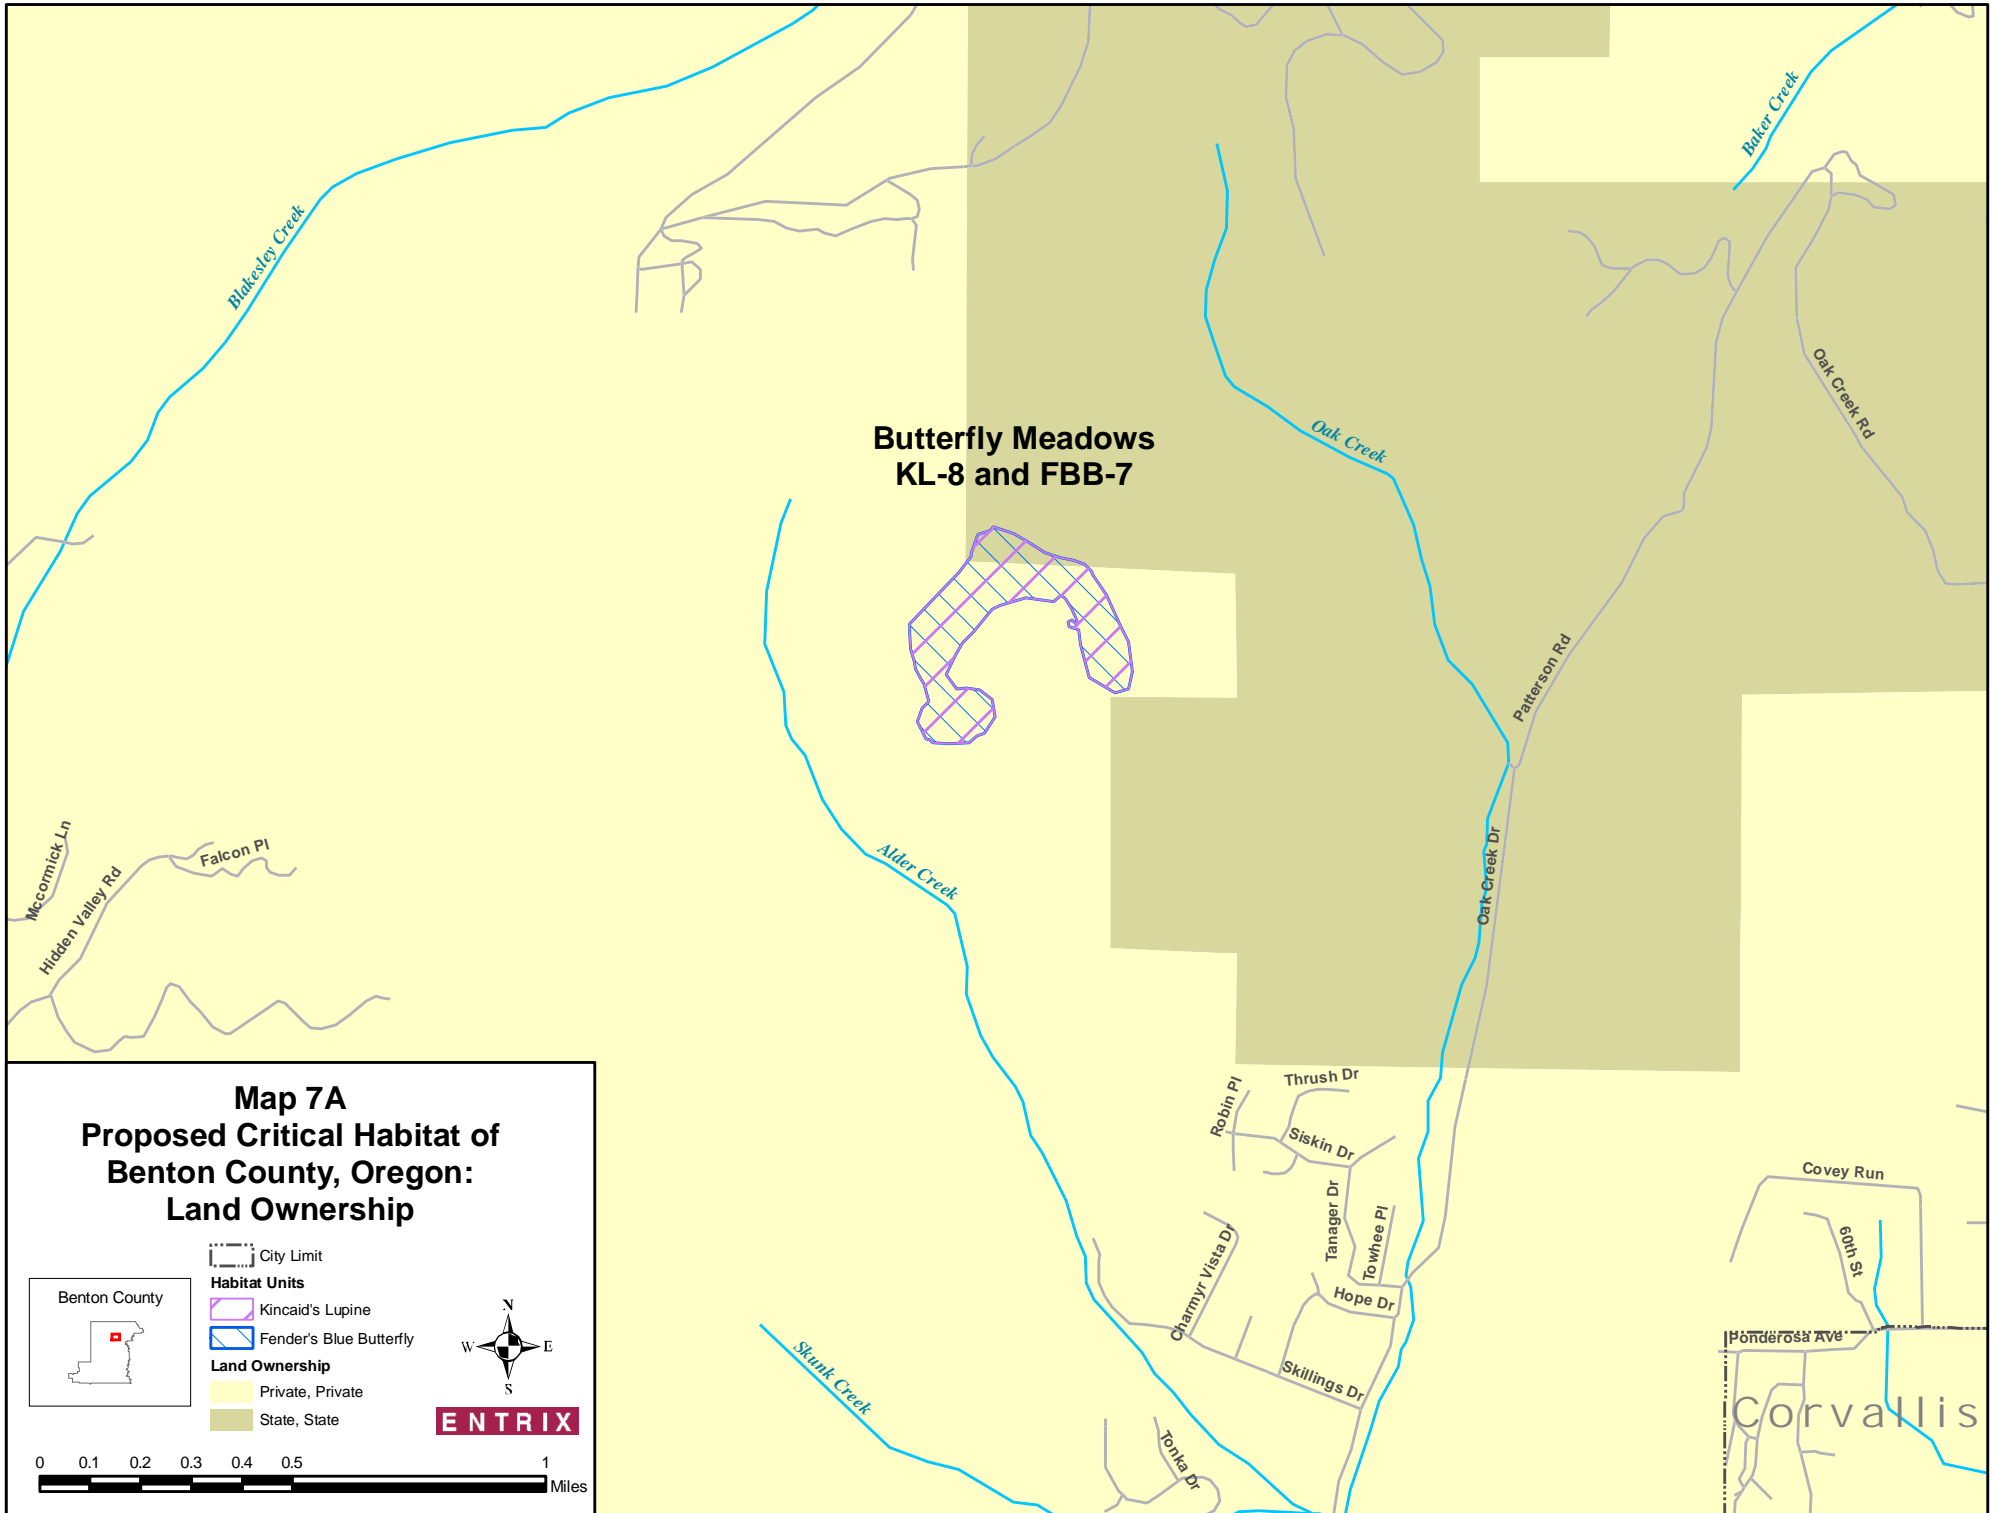 Blakesley Creek
Baker Creek
Oak Creek Rd
Butterfly Meadows
KL-8 and FBB-7
Oak Creek
Patterson Rd
Oak Creek Dr
Alder Creek
Mccormick Ln
Hidden Valley Rd
Falcon Pl
Robin Pl
Thrush Dr
Siskin Dr
Tanager Dr
Towhee Pl
Charmyr Vista Dr
Hope Dr
Skillings Dr
Skunk Creek
Tonka Dr
Covey Run
60th St
Ponderosa Ave
Corvallis
Map 7A
Proposed Critical Habitat of
Benton County, Oregon:
Land Ownership
City Limit
Habitat Units
Kincaid's Lupine
Fender's Blue Butterfly
Land Ownership
Private, Private
State, State
Benton County
N
W E
S
ENTRIX
0 0.1 0.2 0.3 0.4 0.5 1
Miles